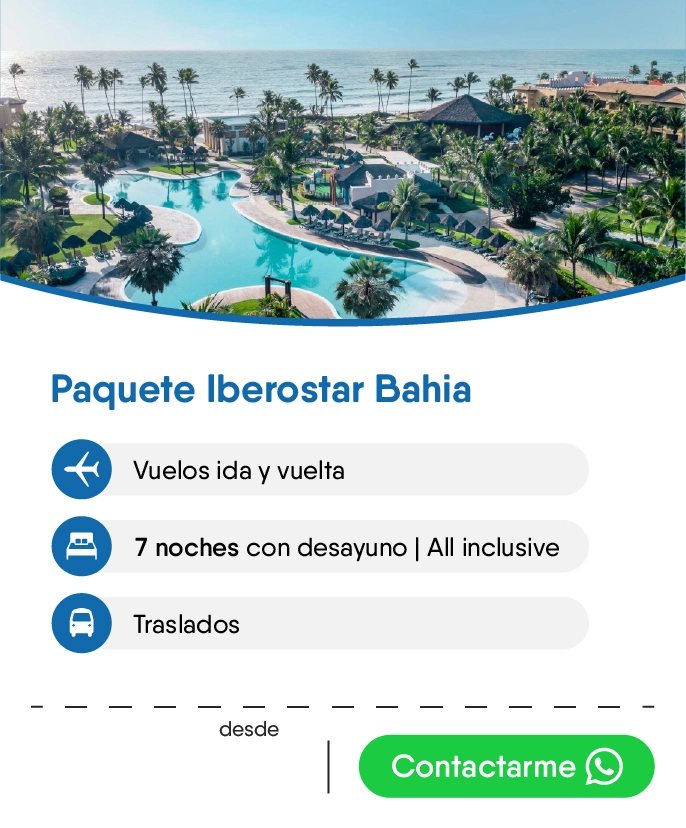 Paquete Iberostar Bahia
Vuelos ida y vuelta
7 noches con desayuno | All inclusive
Traslados
desde
Contactarme